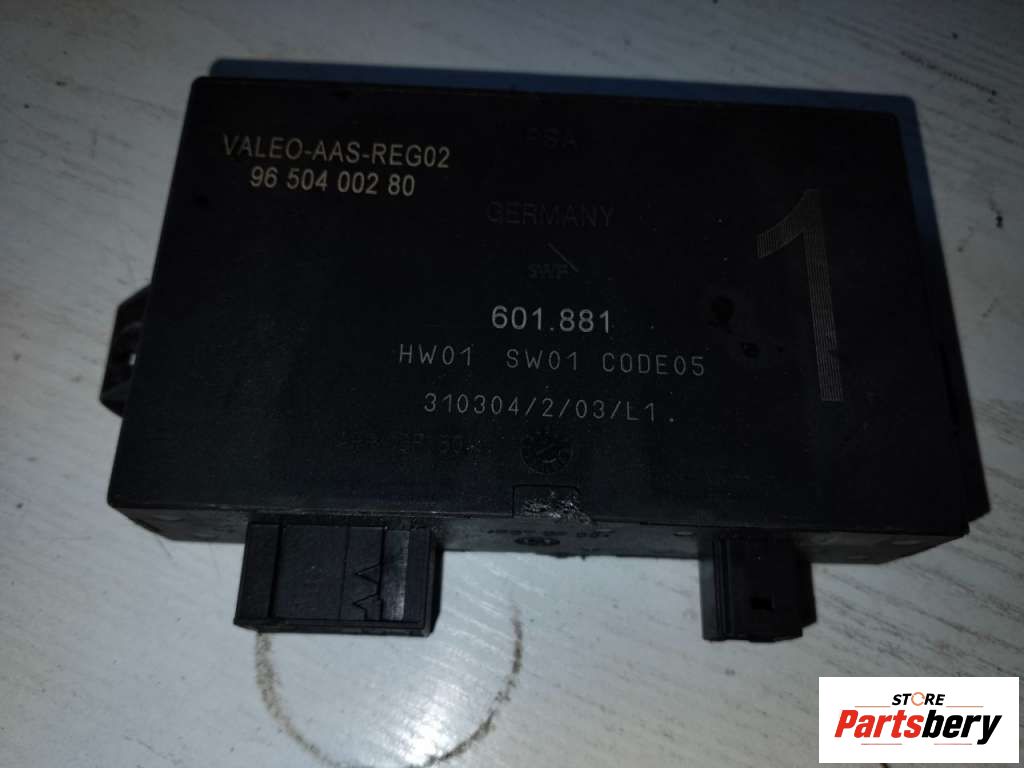 VALEO-AAS-REG02
96 504 002 80
PSA
GERMANY
SWF
601.881
HW01 SW01 CODE05
310304/2/03/L1.
1
STORE
Partsbery